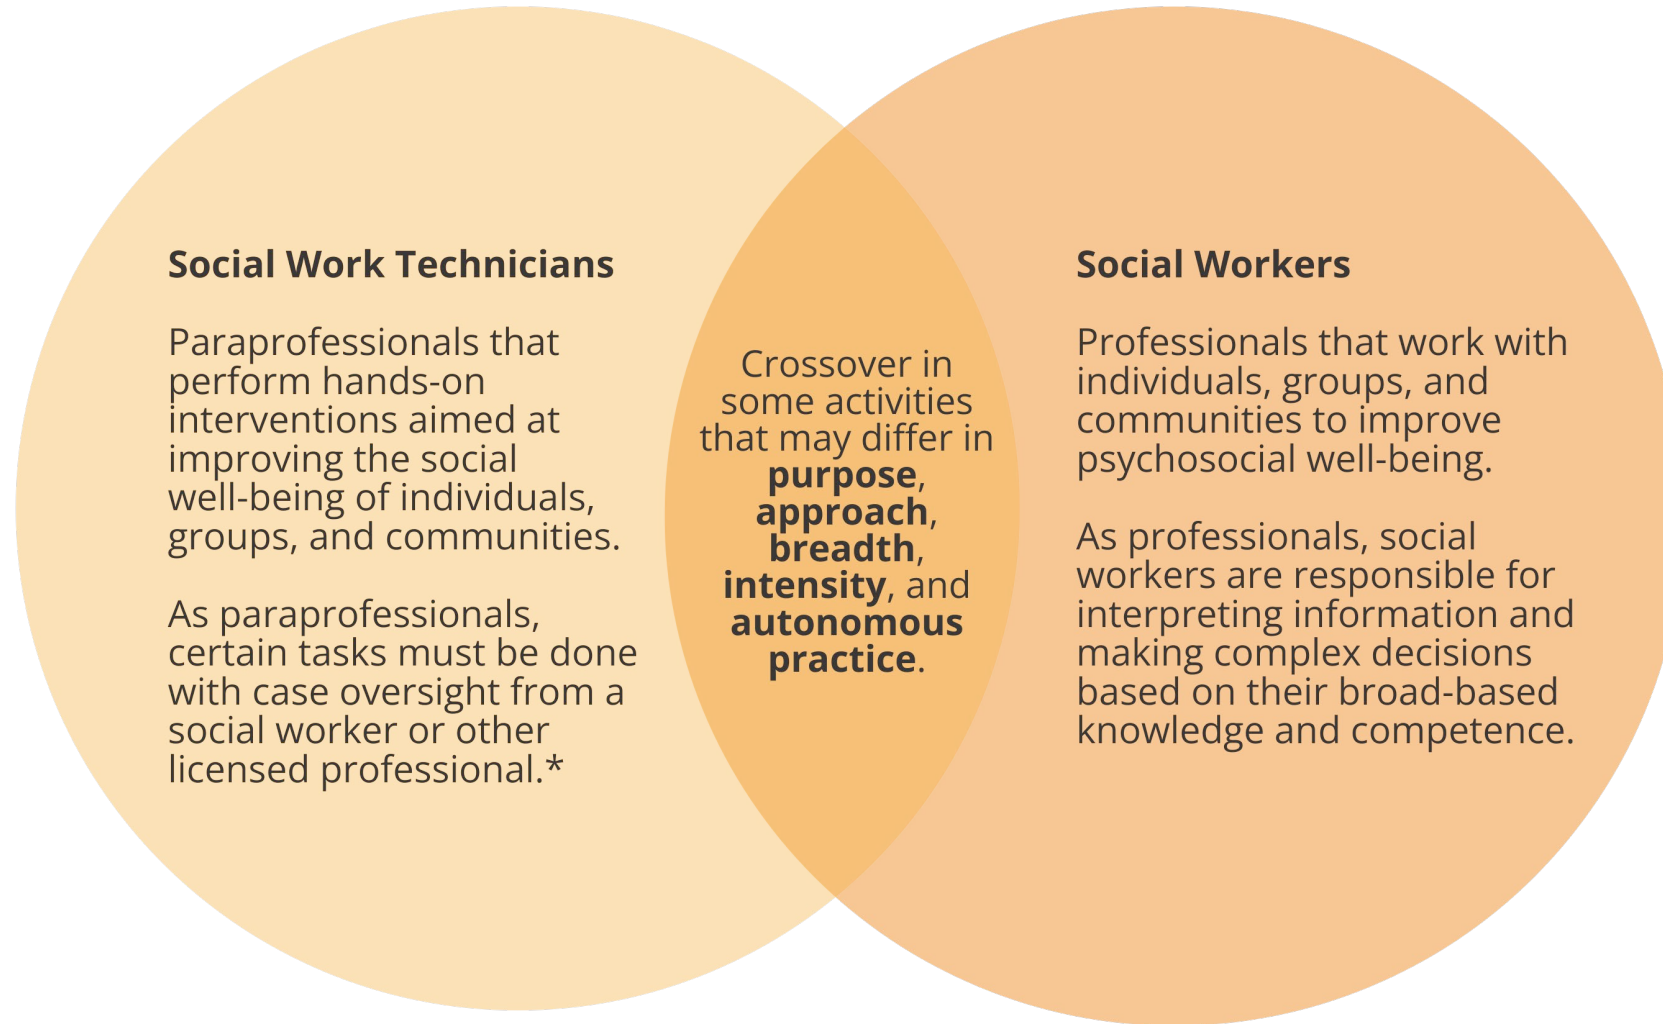 Social Work Technicians
Paraprofessionals that
perform hands-on
interventions aimed at
improving the social
well-being of individuals,
groups, and communities.
As paraprofessionals,
certain tasks must be done
with case oversight from a
social worker or other
licensed professional.*
Crossover in
some activities
that may differ in
purpose,
approach,
breadth,
intensity, and
autonomous
practice.
Social Workers
Professionals that work with
individuals, groups, and
communities to improve
psychosocial well-being.
As professionals, social
workers are responsible for
interpreting information and
making complex decisions
based on their broad-based
knowledge and competence.